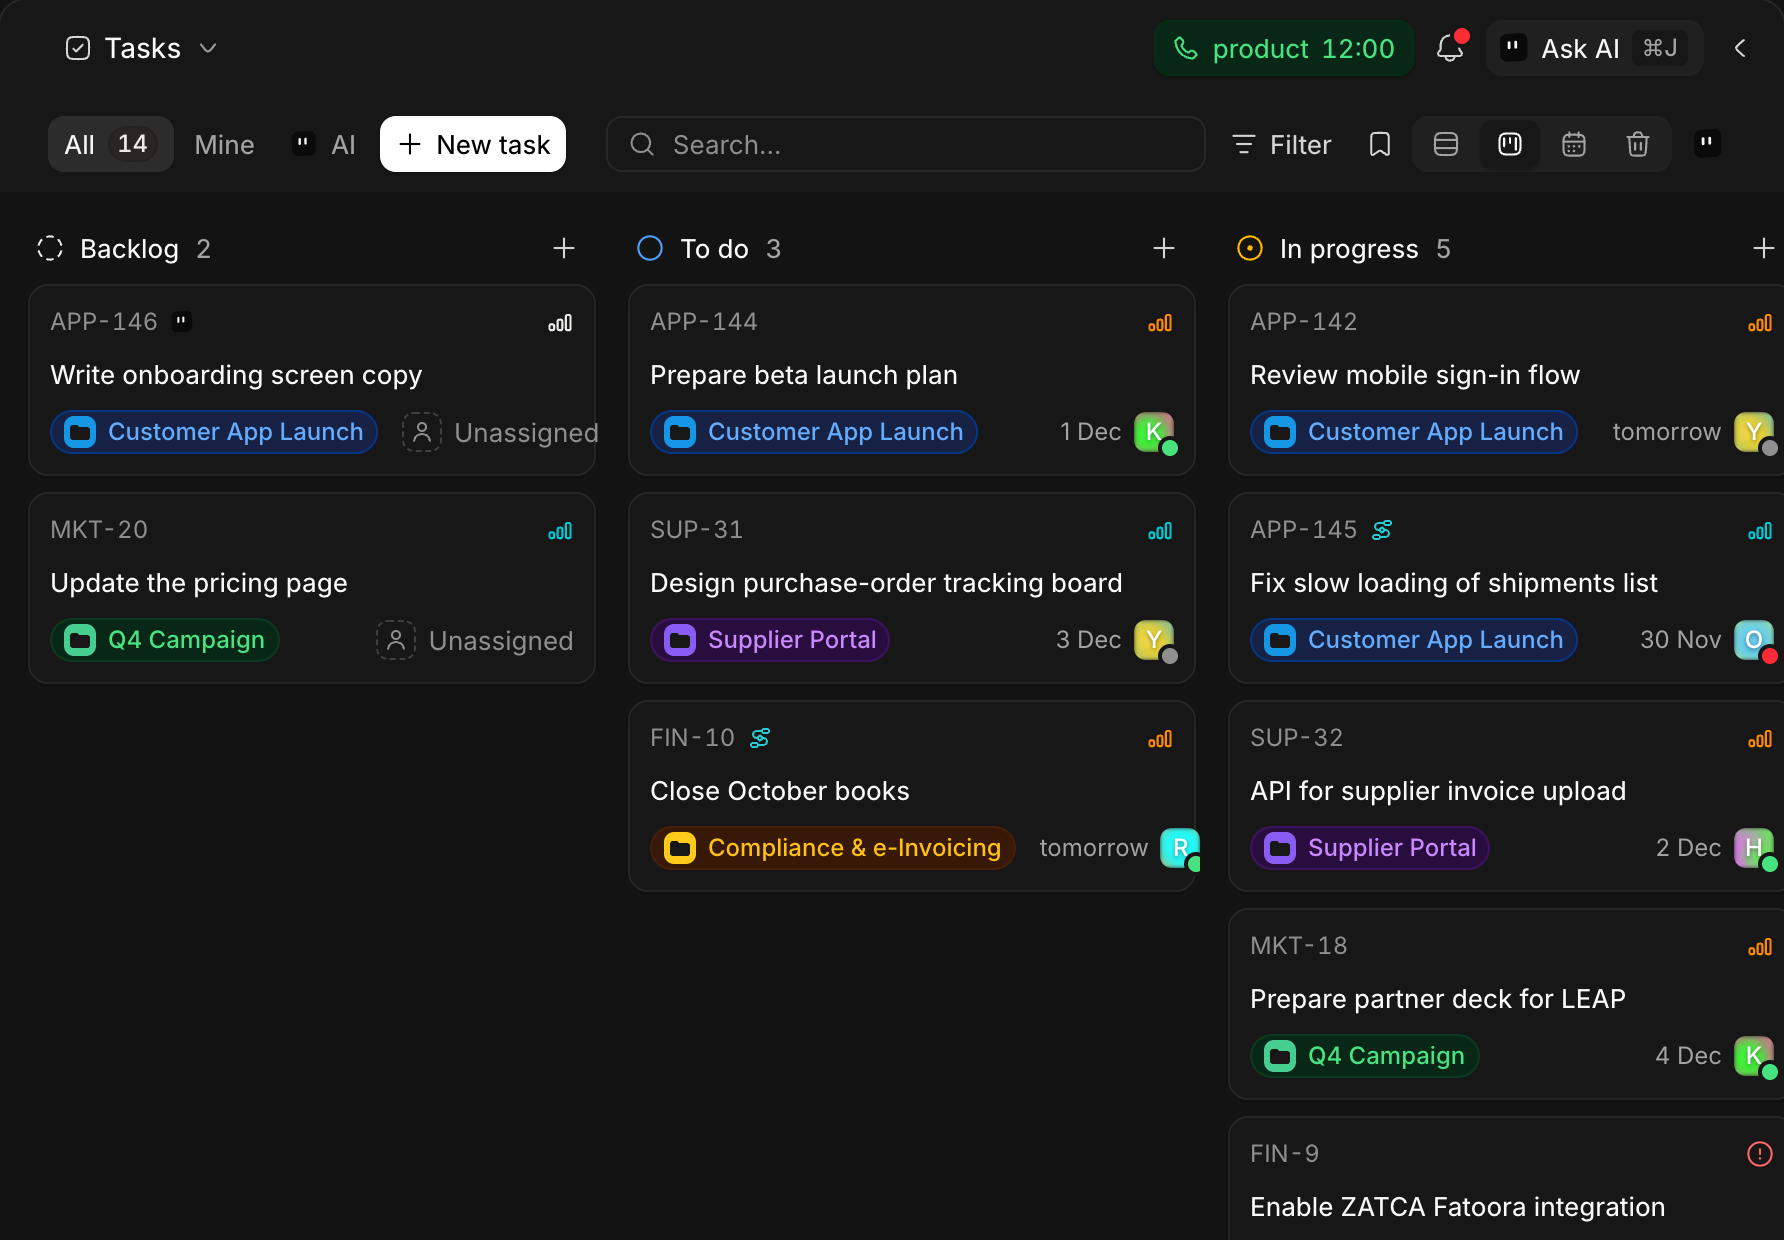 Tasks
product 12:00
Ask AI ⌘J
All 14
Mine
AI
+ New task
Search...
Filter
Backlog 2
APP-146
Write onboarding screen copy
Customer App Launch
Unassigned
MKT-20
Update the pricing page
Q4 Campaign
Unassigned
To do 3
APP-144
Prepare beta launch plan
Customer App Launch
1 Dec
K
SUP-31
Design purchase-order tracking board
Supplier Portal
3 Dec
Y
FIN-10
Close October books
Compliance & e-Invoicing
tomorrow
R
In progress 5
APP-142
Review mobile sign-in flow
Customer App Launch
tomorrow
Y
APP-145
Fix slow loading of shipments list
Customer App Launch
30 Nov
O
SUP-32
API for supplier invoice upload
Supplier Portal
2 Dec
H
MKT-18
Prepare partner deck for LEAP
Q4 Campaign
4 Dec
K
FIN-9
Enable ZATCA Fatoora integration